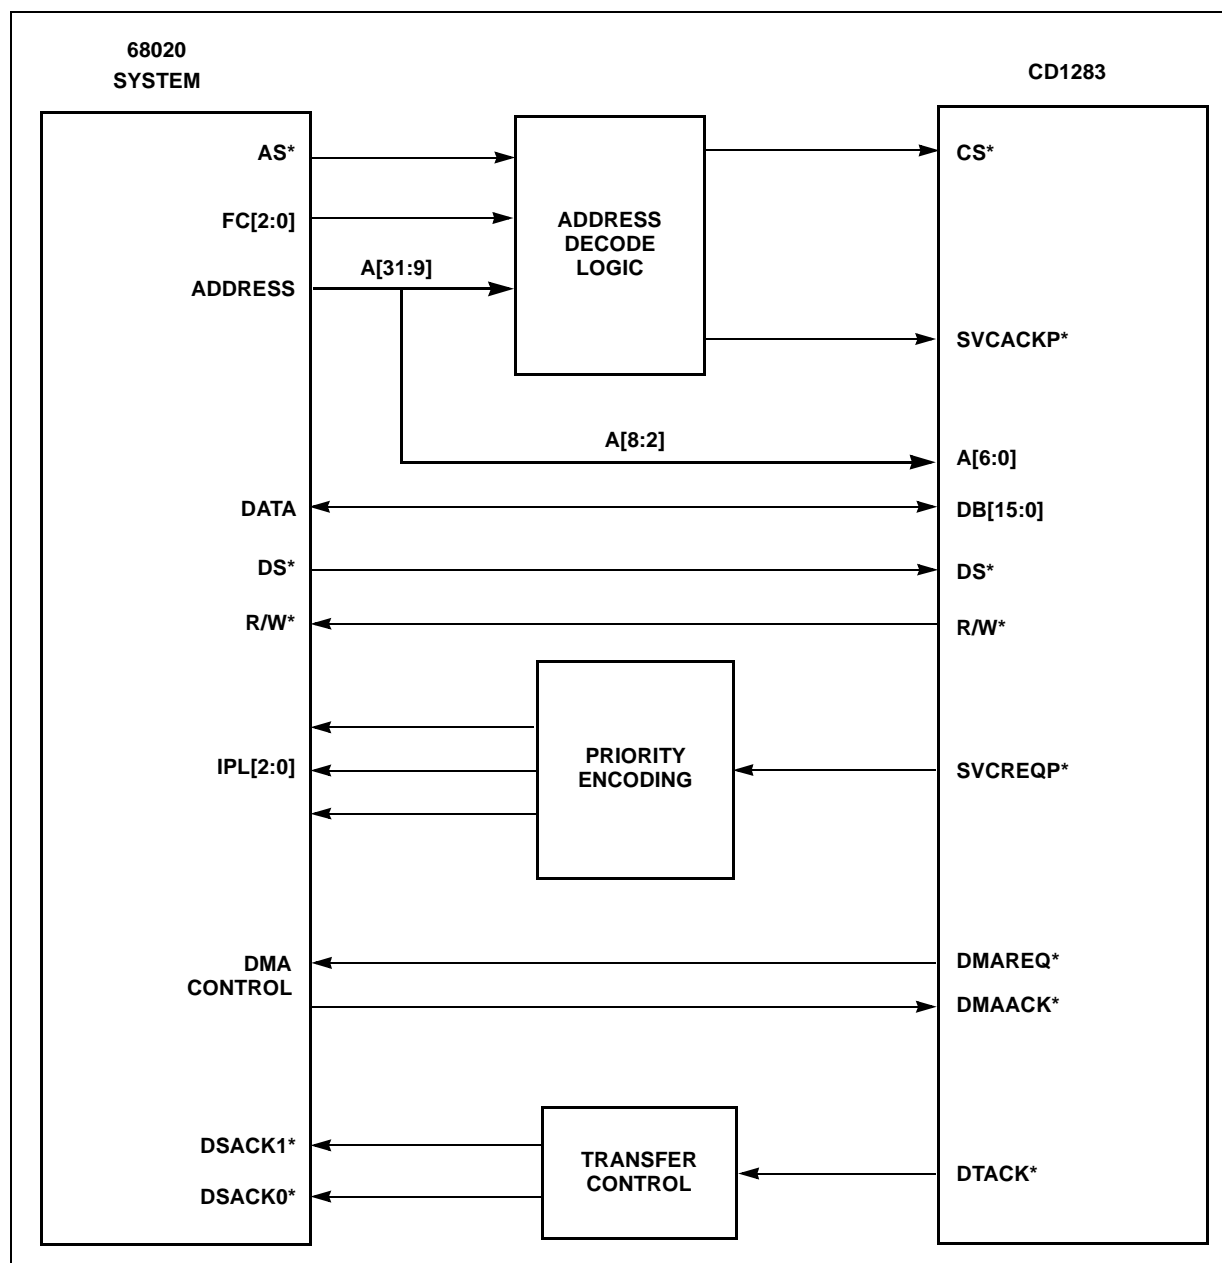 68020
SYSTEM
CD1283
AS*
FC[2:0]
ADDRESS
A[31:9]
ADDRESS
DECODE
LOGIC
CS*
SVCACKP*
A[8:2]
A[6:0]
DATA
DB[15:0]
DS*
DS*
R/W*
R/W*
IPL[2:0]
PRIORITY
ENCODING
SVCREQP*
DMA
CONTROL
DMAREQ*
DMAACK*
DSACK1*
DSACK0*
TRANSFER
CONTROL
DTACK*